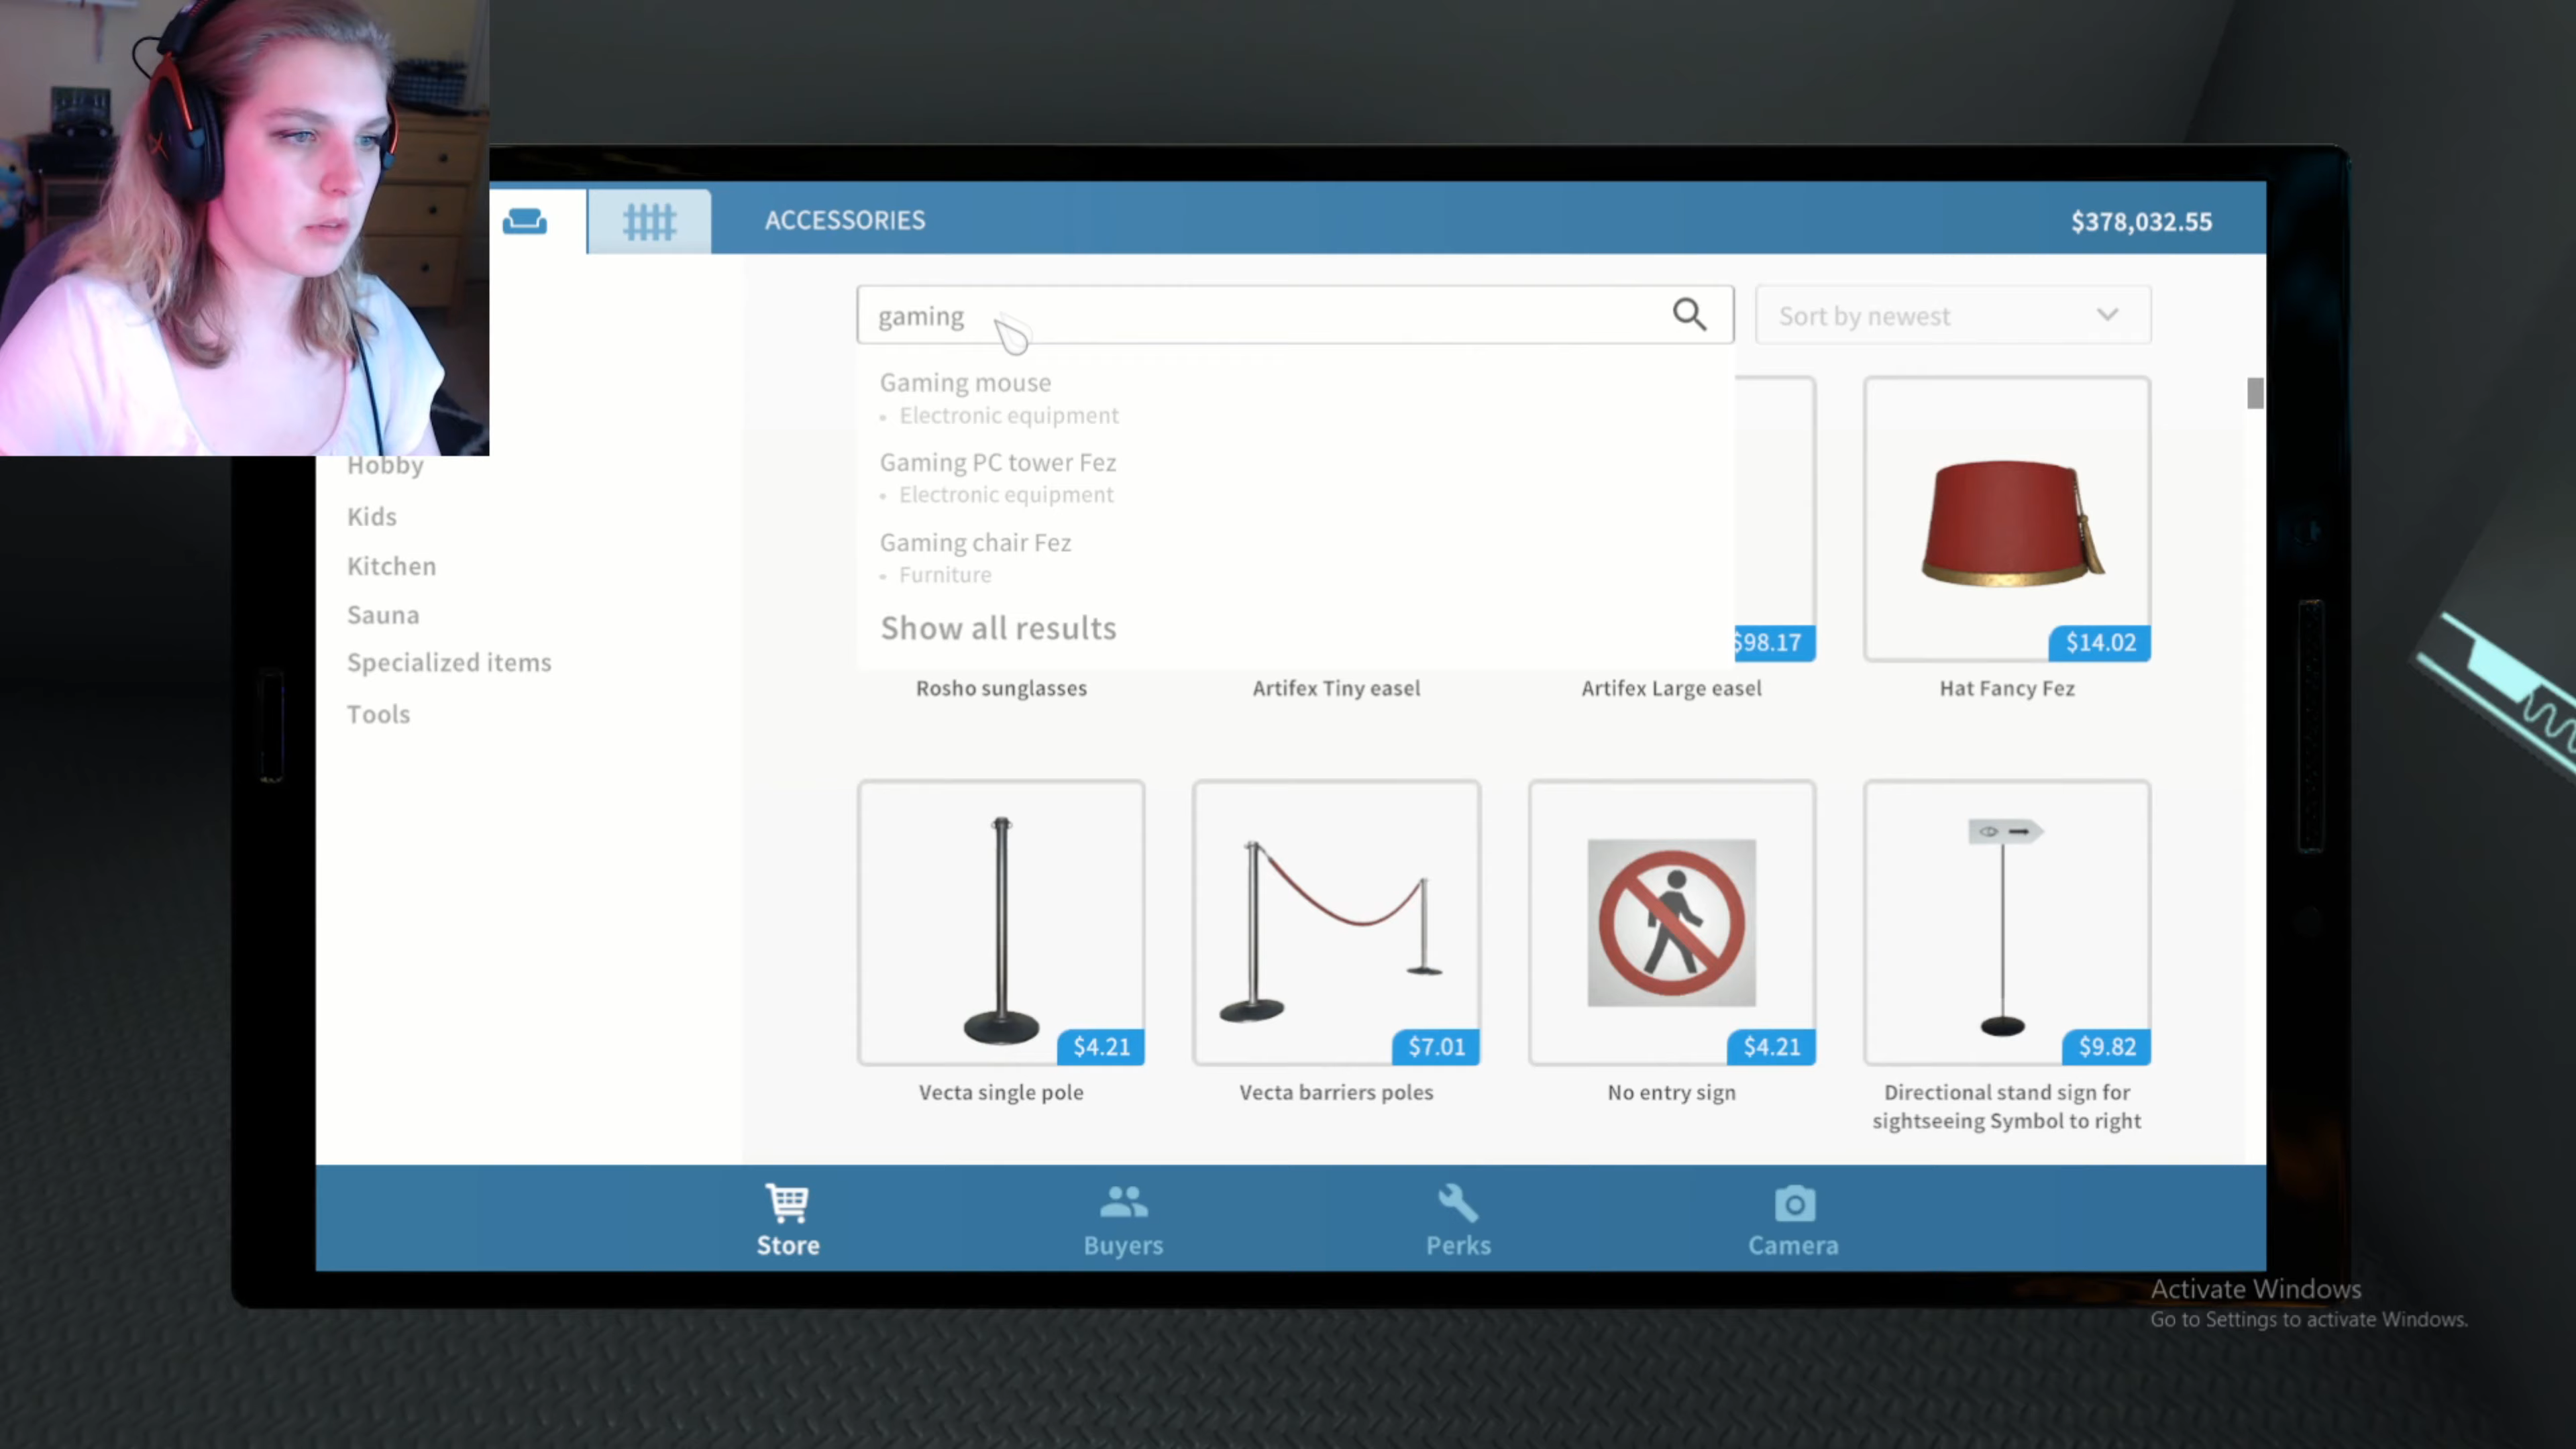 ACCESSORIES
$378,032.55
gaming
Sort by newest
Gaming mouse
• Electronic equipment
Gaming PC tower Fez
• Electronic equipment
Gaming chair Fez
• Furniture
Show all results
Hobby
Kids
Kitchen
Sauna
Specialized items
Tools
$98.17
$14.02
Rosho sunglasses
Artifex Tiny easel
Artifex Large easel
Hat Fancy Fez
$4.21
$7.01
$4.21
$9.82
Vecta single pole
Vecta barriers poles
No entry sign
Directional stand sign for
sightseeing Symbol to right
Store
Buyers
Perks
Camera
Activate Windows
Go to Settings to activate Windows.